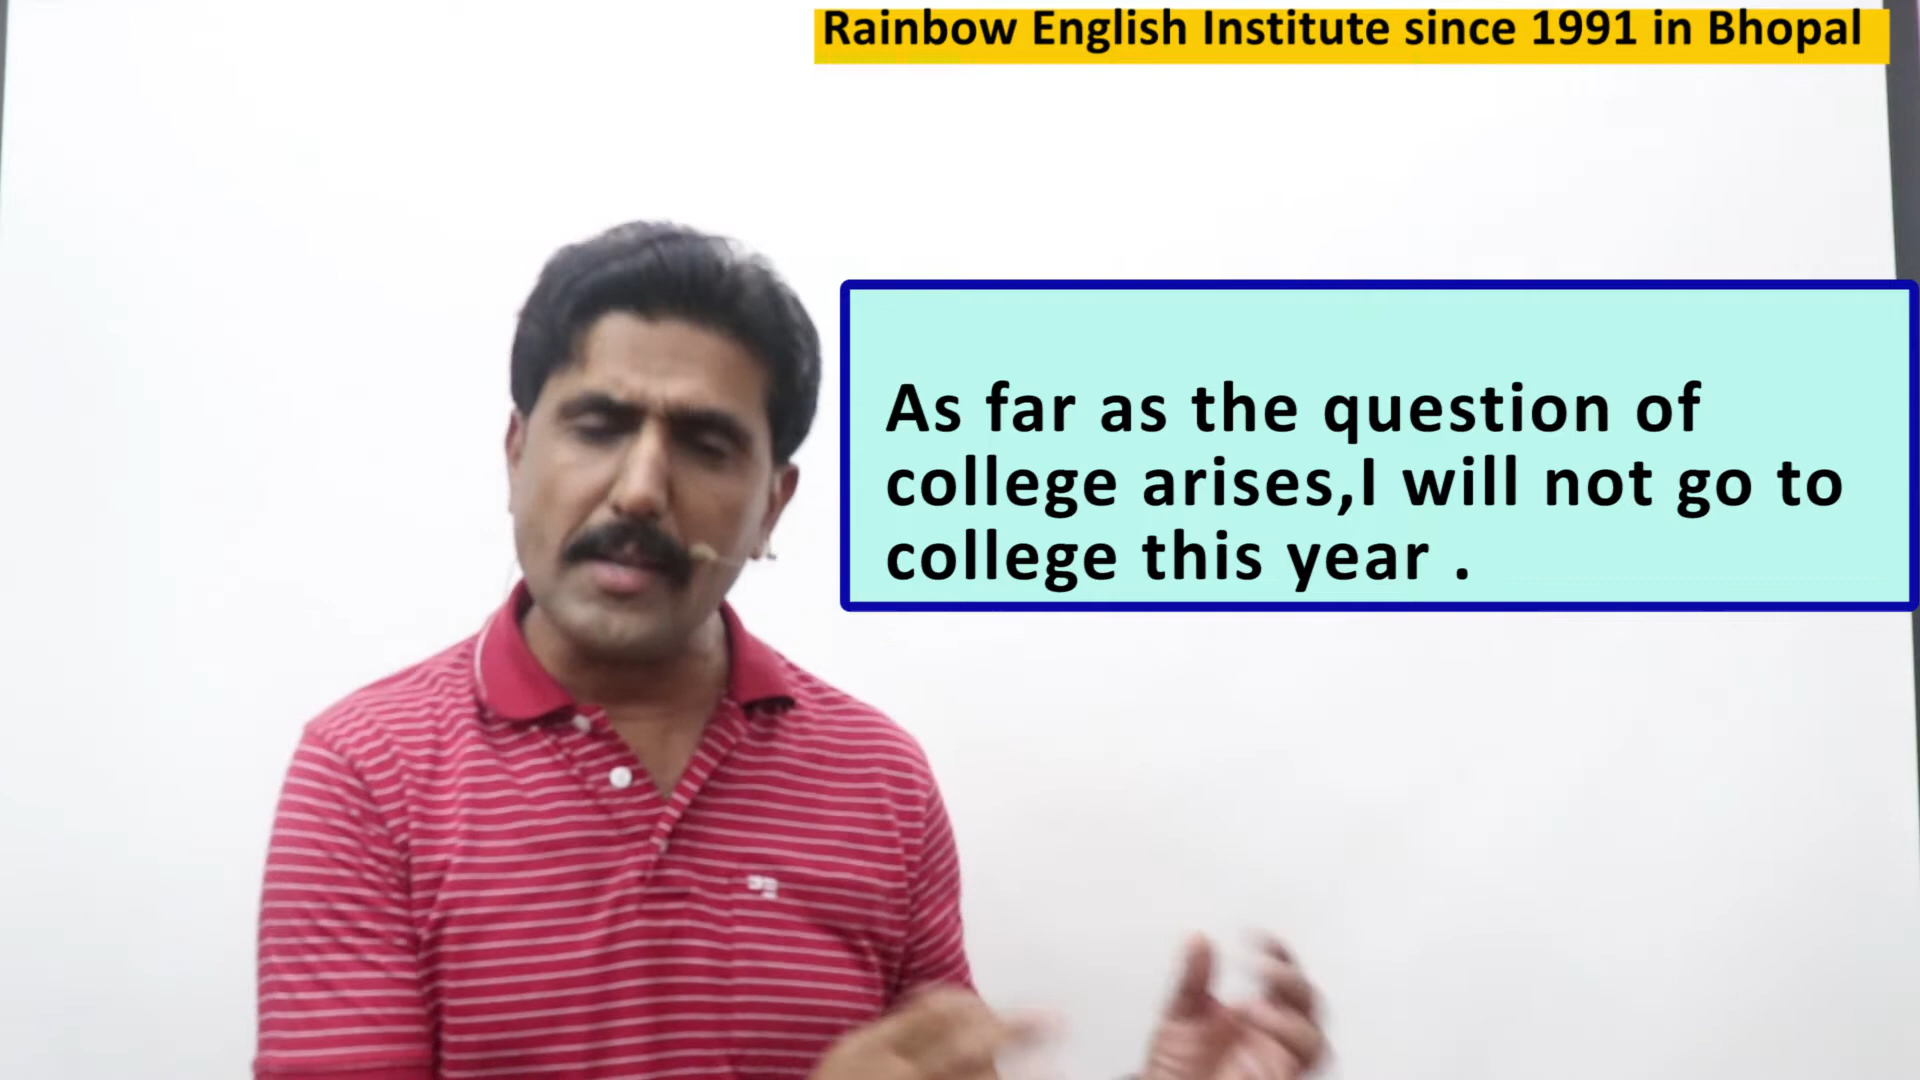 Rainbow English Institute since 1991 in Bhopal
As far as the question of
college arises,I will not go to
college this year .